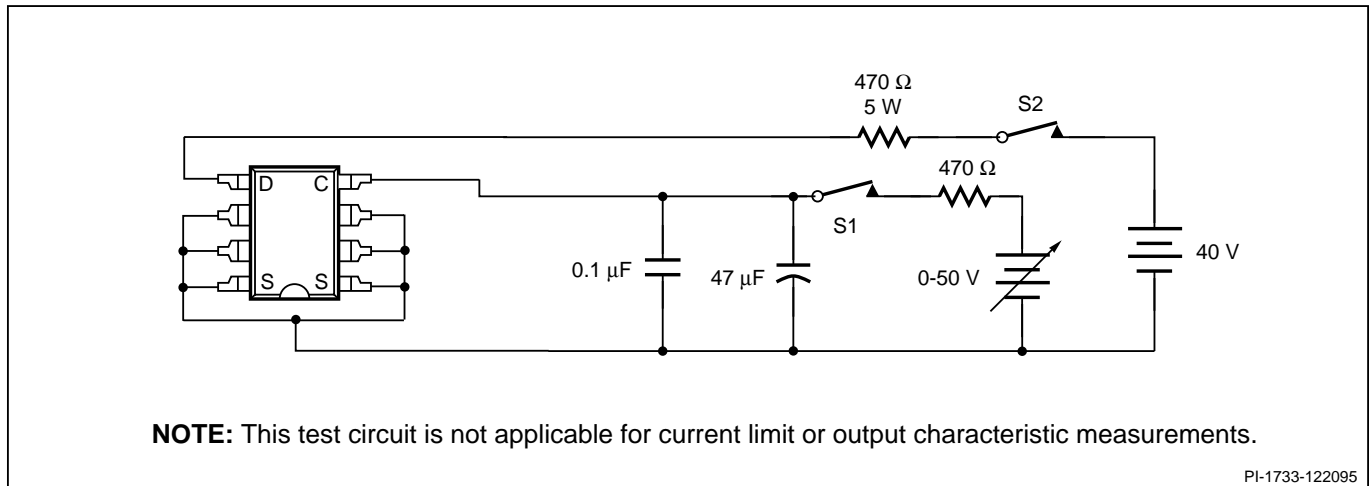 470 Ω
5 W
S2
D
C
470 Ω
S1
S
S
0.1 μF
47 μF
0-50 V
40 V
NOTE: This test circuit is not applicable for current limit or output characteristic measurements.
PI-1733-122095